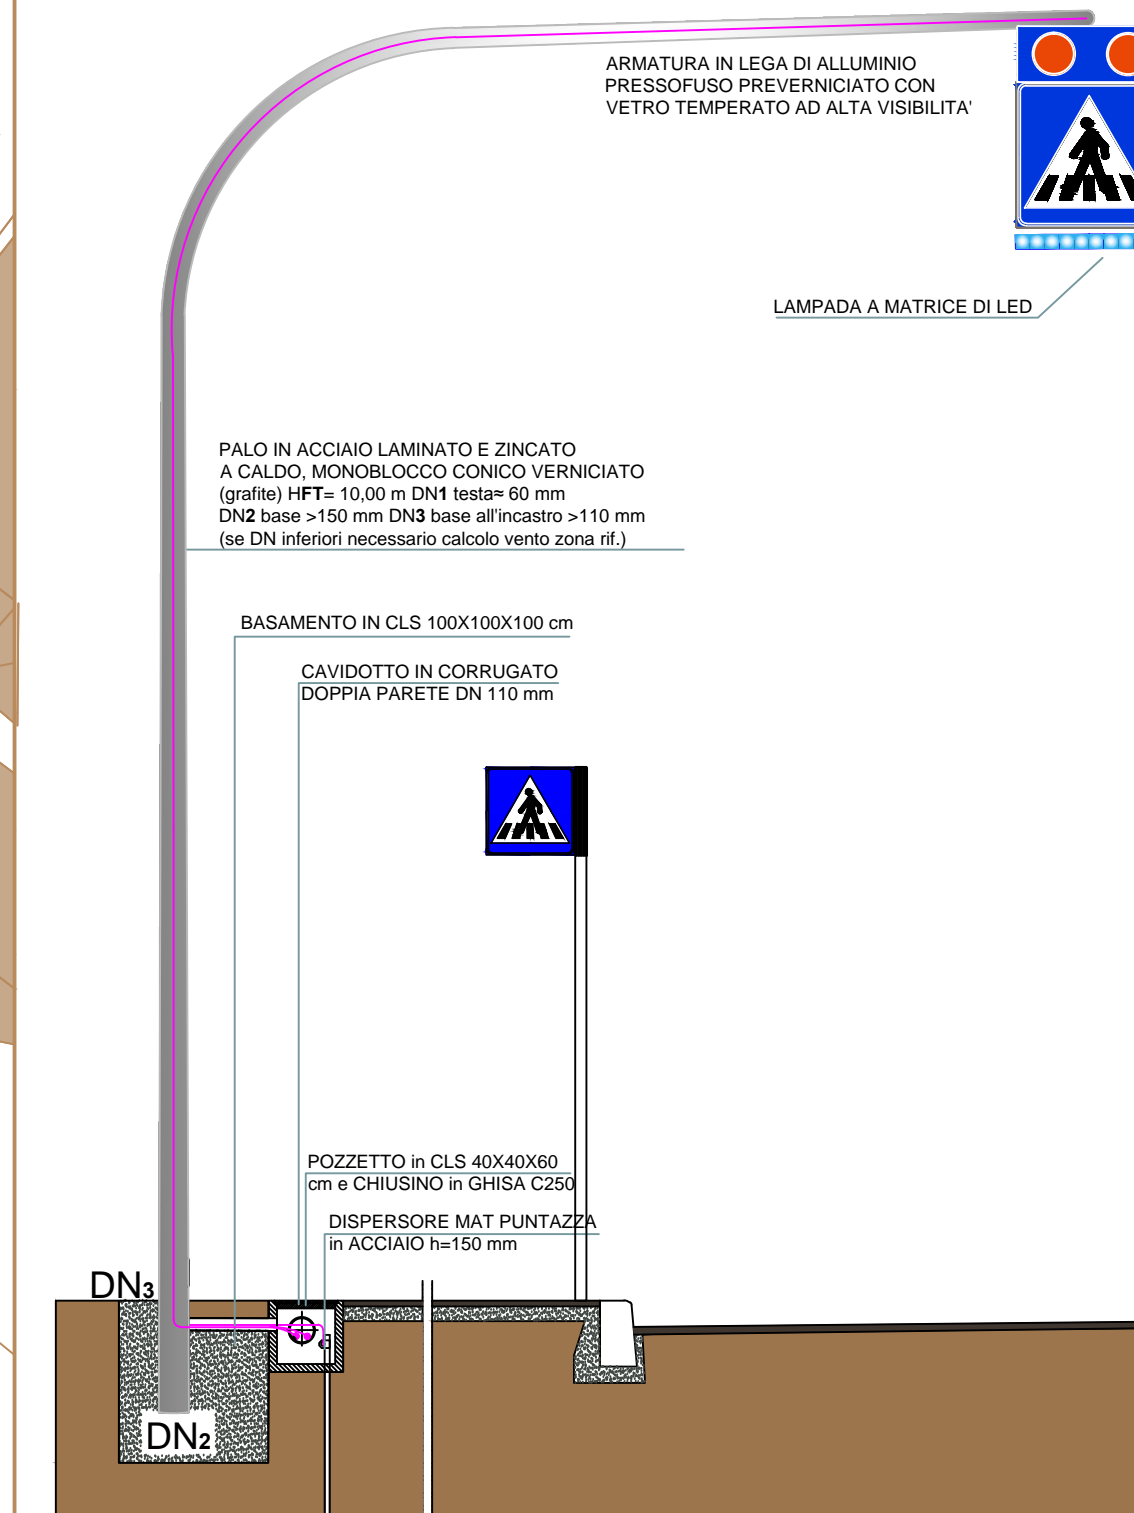 ARMATURA IN LEGA DI ALLUMINIO
PRESSOFUSO PREVERNICIATO CON
VETRO TEMPERATO AD ALTA VISIBILITA'
LAMPADA A MATRICE DI LED
PALO IN ACCIAIO LAMINATO E ZINCATO
A CALDO, MONOBLOCCO CONICO VERNICIATO
(grafite) HFT= 10,00 m DN1 testa≈ 60 mm
DN2 base >150 mm DN3 base all'incastro >110 mm
(se DN inferiori necessario calcolo vento zona rif.)
BASAMENTO IN CLS 100X100X100 cm
CAVIDOTTO IN CORRUGATO
DOPPIA PARETE DN 110 mm
POZZETTO in CLS 40X40X60
cm e CHIUSINO in GHISA C250
DISPERSORE MAT PUNTAZZA
in ACCIAIO h=150 mm
DN3
DN2